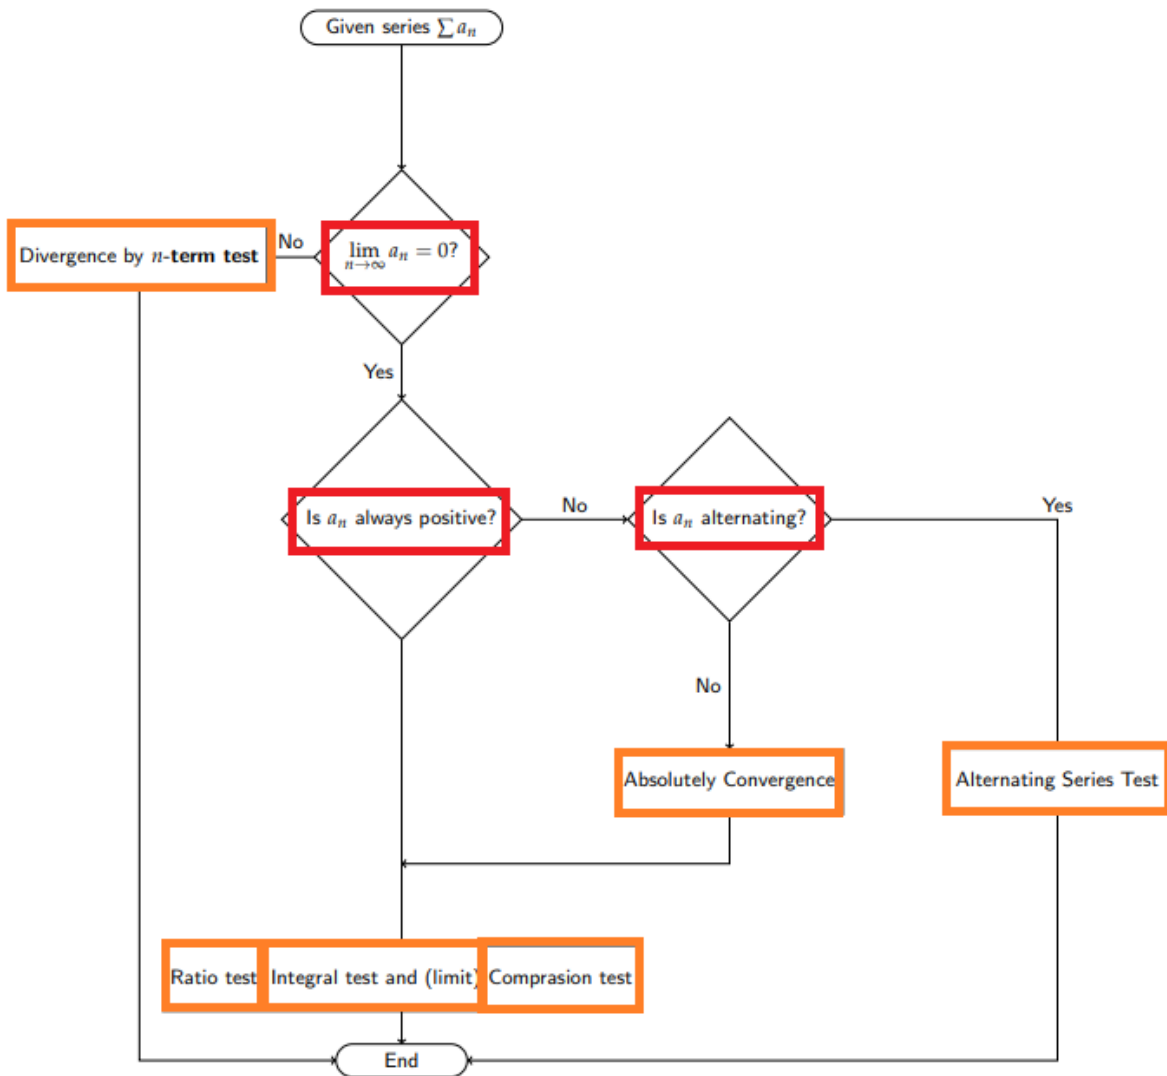 Given series ∑ aₙ
No
Divergence by n-term test
lim aₙ = 0?
n→∞
Yes
Is aₙ always positive?
No
Is aₙ alternating?
Yes
No
Absolutely Convergence
Alternating Series Test
Ratio test
Integral test and (limit)
Comprasion test
End